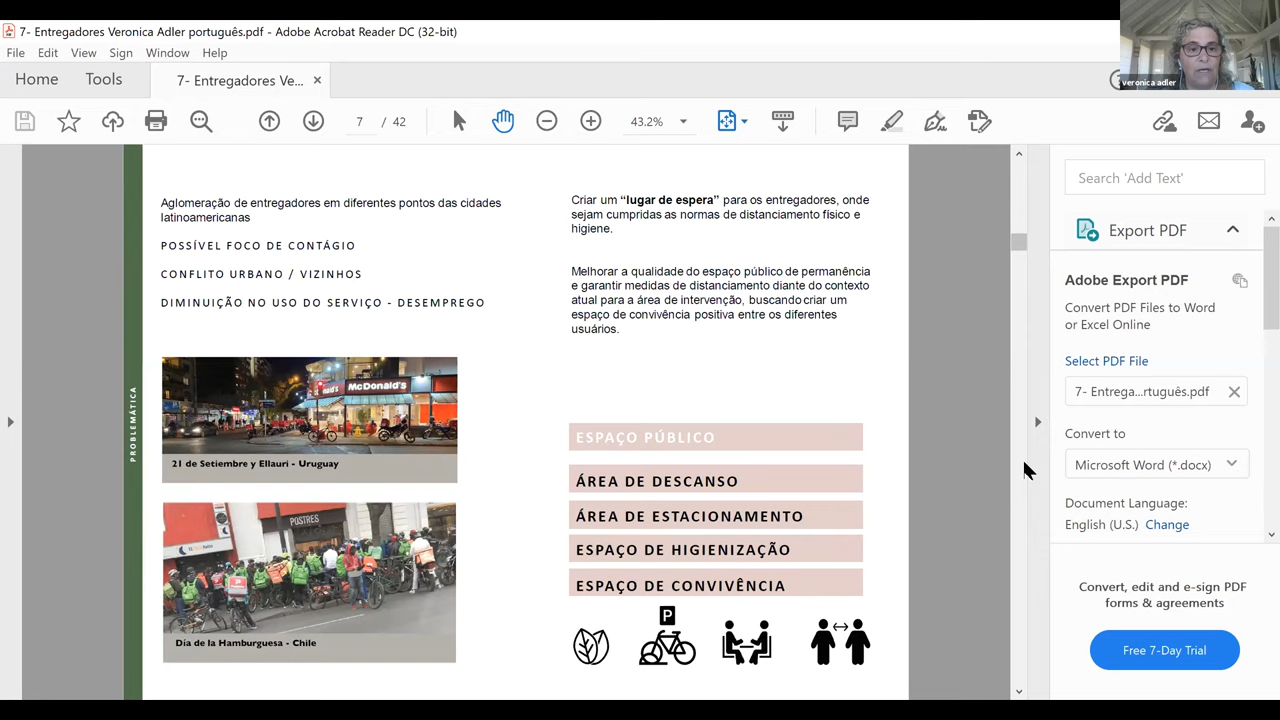 7- Entregadores Veronica Adler português.pdf - Adobe Acrobat Reader DC (32-bit)
File Edit View Sign Window Help
Home Tools 7- Entregadores Ve...
veronica adler
7 / 42 43.2%
Aglomeração de entregadores em diferentes pontos das cidades
latinoamericanas
POSSÍVEL FOCO DE CONTÁGIO
CONFLITO URBANO / VIZINHOS
DIMINUIÇÃO NO USO DO SERVIÇO - DESEMPREGO
PROBLEMÁTICA
McDonald's
21 de Setiembre y Ellauri - Uruguay
POSTRES
Día de la Hamburguesa - Chile
Criar um “lugar de espera” para os entregadores, onde
sejam cumpridas as normas de distanciamento físico e
higiene.
Melhorar a qualidade do espaço público de permanência
e garantir medidas de distanciamento diante do contexto
atual para a área de intervenção, buscando criar um
espaço de convivência positiva entre os diferentes
usuários.
ESPAÇO PÚBLICO
ÁREA DE DESCANSO
ÁREA DE ESTACIONAMENTO
ESPAÇO DE HIGIENIZAÇÃO
ESPAÇO DE CONVIVÊNCIA
P
Search 'Add Text'
Export PDF
Adobe Export PDF
Convert PDF Files to Word
or Excel Online
Select PDF File
7- Entrega...rtuguês.pdf
Convert to
Microsoft Word (*.docx)
Document Language:
English (U.S.) Change
Convert, edit and e-sign PDF
forms & agreements
Free 7-Day Trial